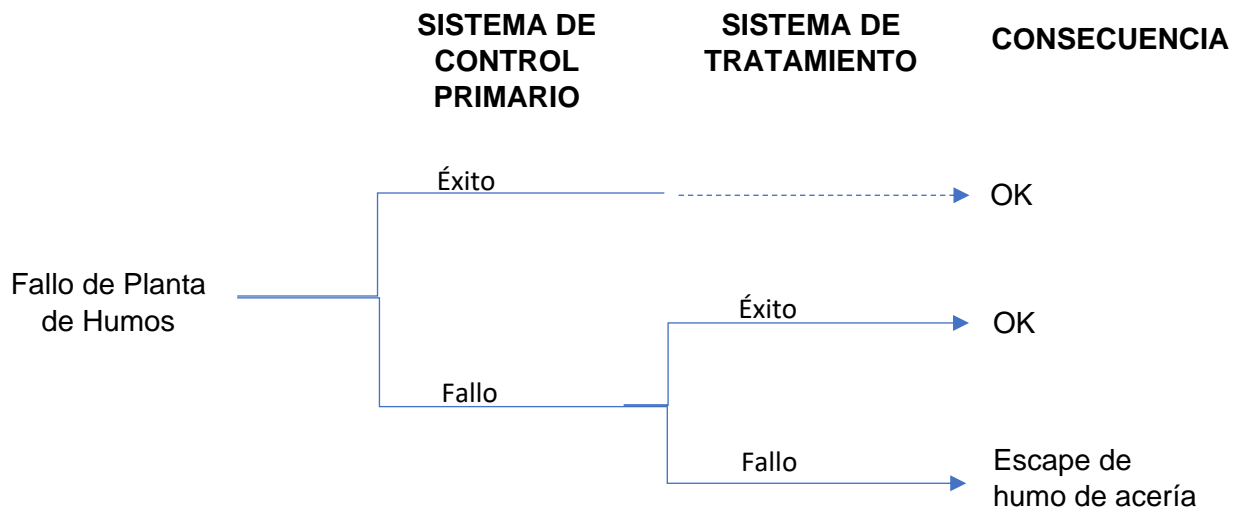 SISTEMA DE
CONTROL
PRIMARIO
SISTEMA DE
TRATAMIENTO
CONSECUENCIA
Éxito
OK
Fallo de Planta
de Humos
Éxito
OK
Fallo
Fallo
Escape de
humo de acería